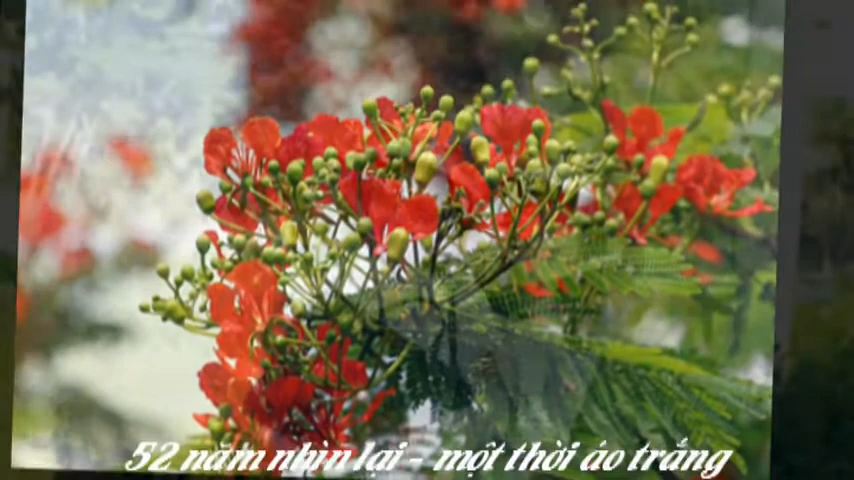 52 năm nhìn lại - một thời áo trắng